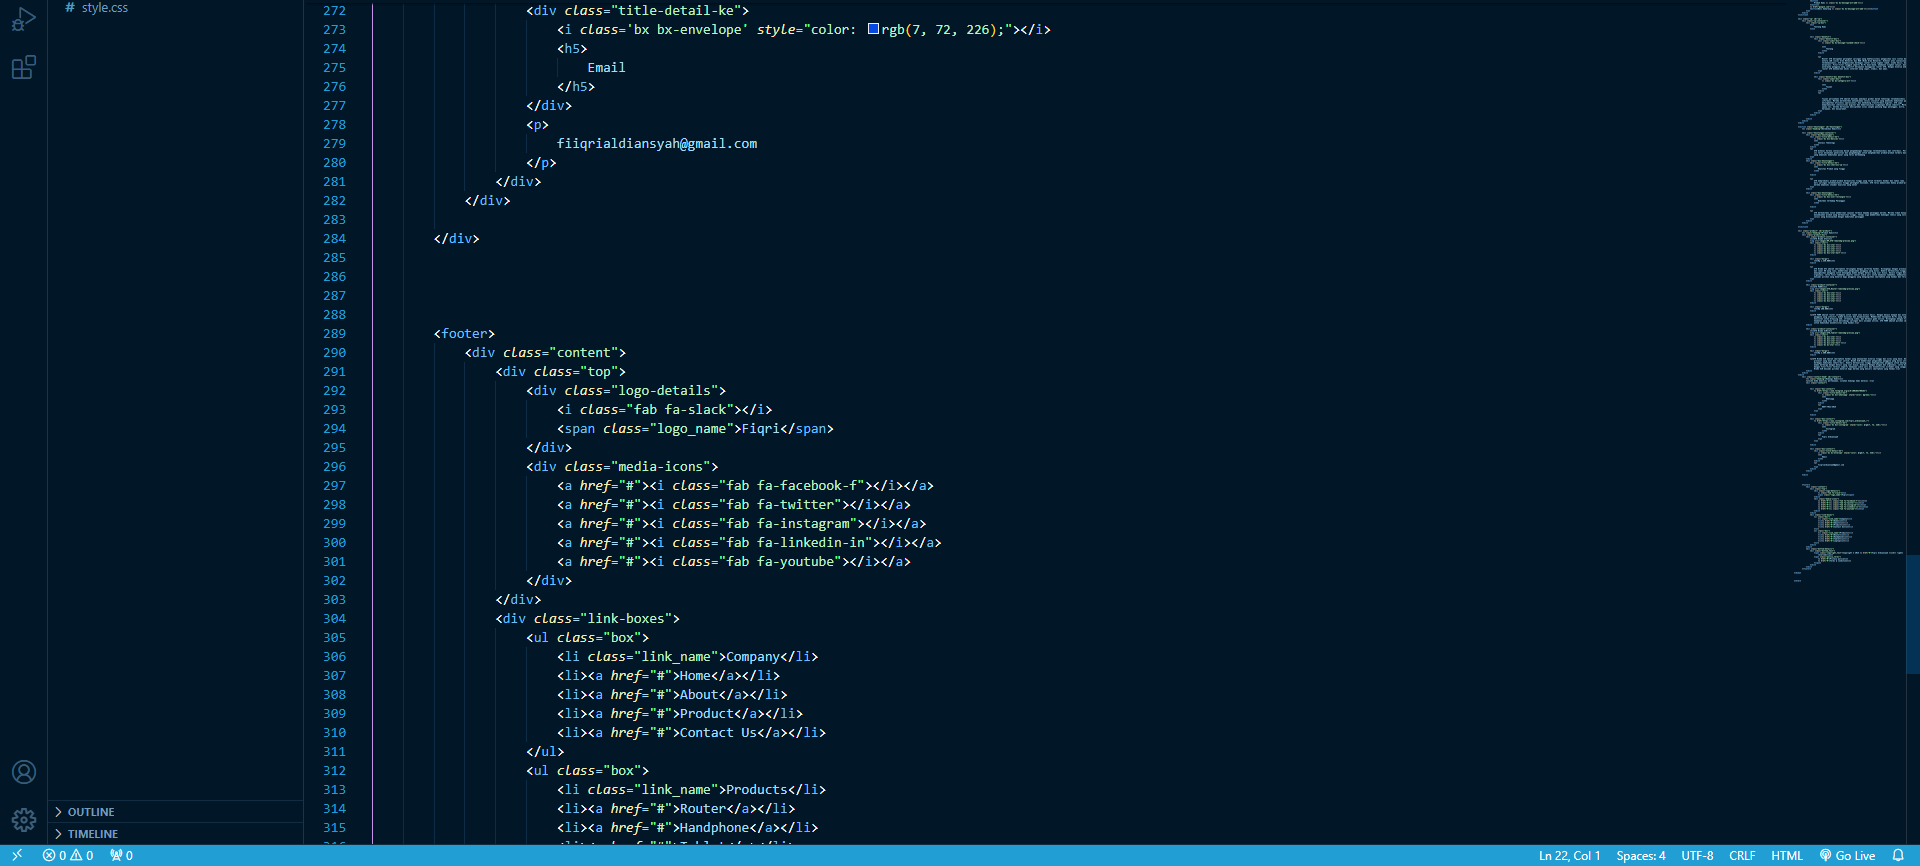 # style.css
272 <div class="title-detail-ke">
273 <i class='bx bx-envelope' style="color: rgb(7, 72, 226);"></i>
274 <h5>
275 Email
276 </h5>
277 </div>
278 <p>
279 fiiqrialdiansyah@gmail.com
280 </p>
281 </div>
282 </div>
283
284 </div>
285
286
287
288
289 <footer>
290 <div class="content">
291 <div class="top">
292 <div class="logo-details">
293 <i class="fab fa-slack"></i>
294 <span class="logo_name">Fiqri</span>
295 </div>
296 <div class="media-icons">
297 <a href="#"><i class="fab fa-facebook-f"></i></a>
298 <a href="#"><i class="fab fa-twitter"></i></a>
299 <a href="#"><i class="fab fa-instagram"></i></a>
300 <a href="#"><i class="fab fa-linkedin-in"></i></a>
301 <a href="#"><i class="fab fa-youtube"></i></a>
302 </div>
303 </div>
304 <div class="link-boxes">
305 <ul class="box">
306 <li class="link_name">Company</li>
307 <li><a href="#">Home</a></li>
308 <li><a href="#">About</a></li>
309 <li><a href="#">Product</a></li>
310 <li><a href="#">Contact Us</a></li>
311 </ul>
312 <ul class="box">
313 <li class="link_name">Products</li>
314 <li><a href="#">Router</a></li>
315 <li><a href="#">Handphone</a></li>
OUTLINE
TIMELINE
0 0 0 Ln 22, Col 1 Spaces: 4 UTF-8 CRLF HTML Go Live